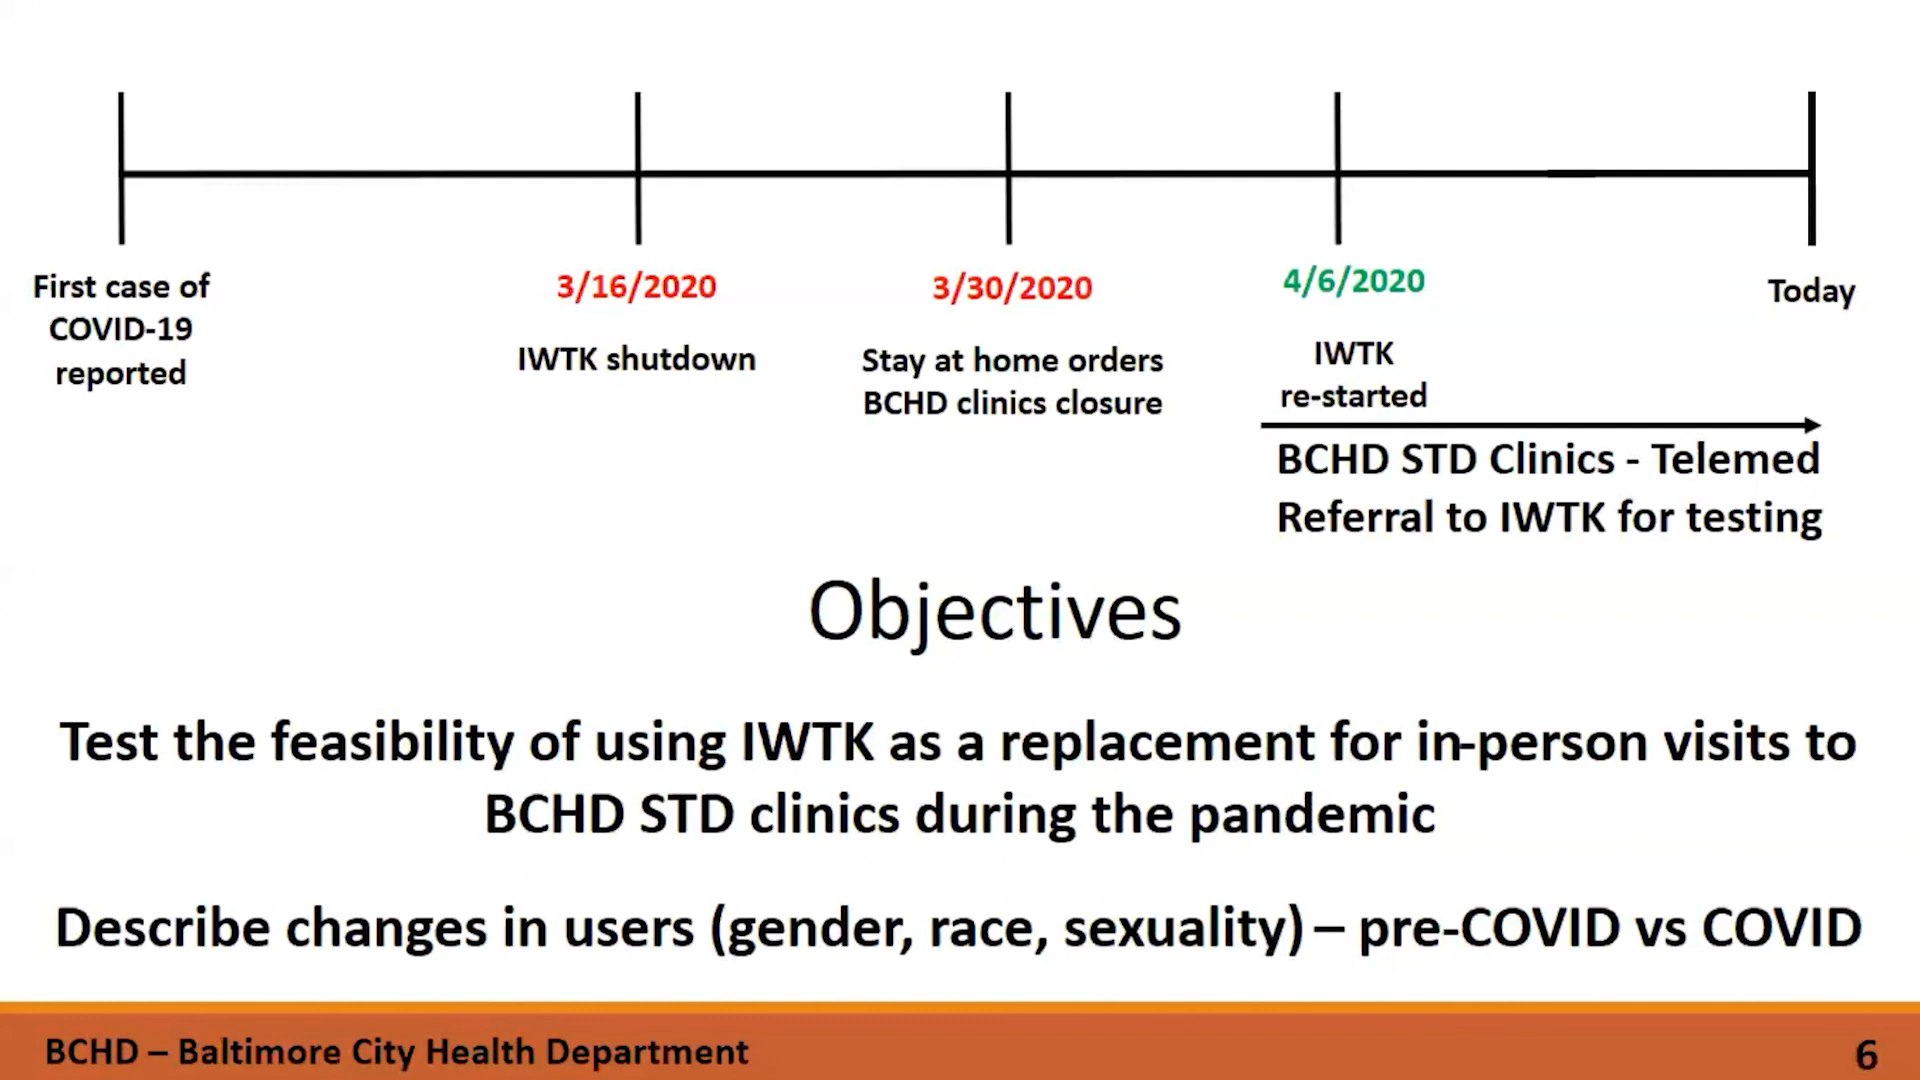 First case of
COVID-19
reported
3/16/2020
IWTK shutdown
3/30/2020
Stay at home orders
BCHD clinics closure
4/6/2020
IWTK
re-started
Today
BCHD STD Clinics - Telemed
Referral to IWTK for testing
Objectives
Test the feasibility of using IWTK as a replacement for in-person visits to
BCHD STD clinics during the pandemic
Describe changes in users (gender, race, sexuality) – pre-COVID vs COVID
BCHD – Baltimore City Health Department
6